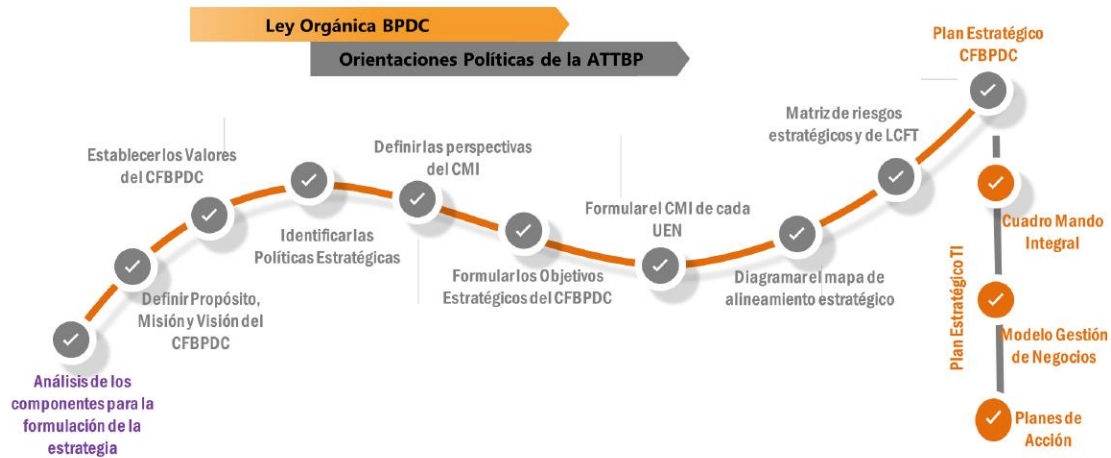 Ley Orgánica BPDC
Orientaciones Políticas de la ATTBP
Plan Estratégico
CFBPDC
Matriz de riesgos
estratégicos y de LCFT
Establecer los Valores
del CFBPDC
Definir las perspectivas
del CMI
Formular el CMI de cada
UEN
Cuadro Mando
Integral
Identificar las
Políticas Estratégicas
Formular los Objetivos
Estratégicos del CFBPDC
Diagramar el mapa de
alineamiento estratégico
Definir Propósito,
Misión y Visión del
CFBPDC
Plan Estratégico TI
Modelo Gestión
de Negocios
Análisis de los
componentes para la
formulación de la
estrategia
Planes de
Acción